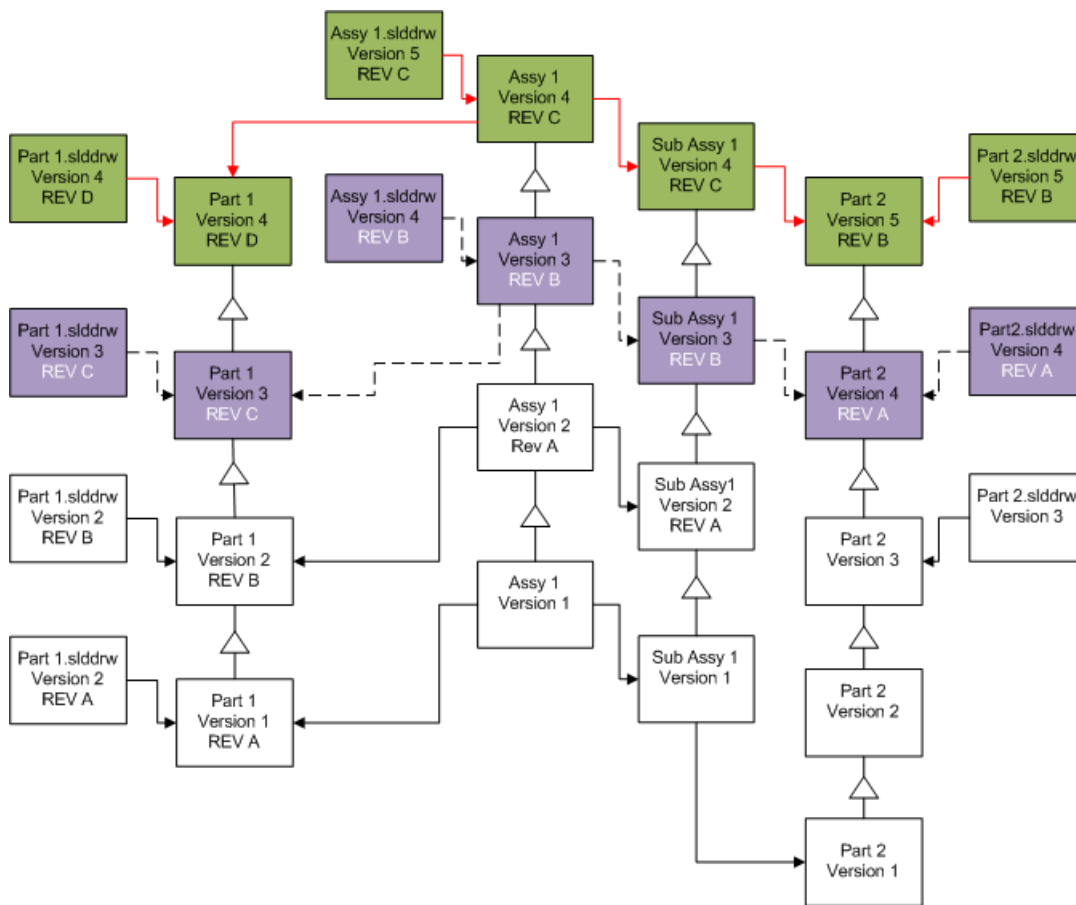 Assy 1.slddrw
Version 5
REV C
Assy 1
Version 4
REV C
Part 1.slddrw
Version 4
REV D
Part 1
Version 4
REV D
Assy 1.slddrw
Version 4
REV B
Sub Assy 1
Version 4
REV C
Part 2
Version 5
REV B
Part 2.slddrw
Version 5
REV B
Assy 1
Version 3
REV B
Part 1.slddrw
Version 3
REV C
Part 1
Version 3
REV C
Sub Assy 1
Version 3
REV B
Part 2
Version 4
REV A
Part2.slddrw
Version 4
REV A
Assy 1
Version 2
Rev A
Part 1.slddrw
Version 2
REV B
Part 1
Version 2
REV B
Sub Assy1
Version 2
REV A
Part 2
Version 3
Part 2.slddrw
Version 3
Assy 1
Version 1
Part 1.slddrw
Version 2
REV A
Part 1
Version 1
REV A
Sub Assy 1
Version 1
Part 2
Version 2
Part 2
Version 1